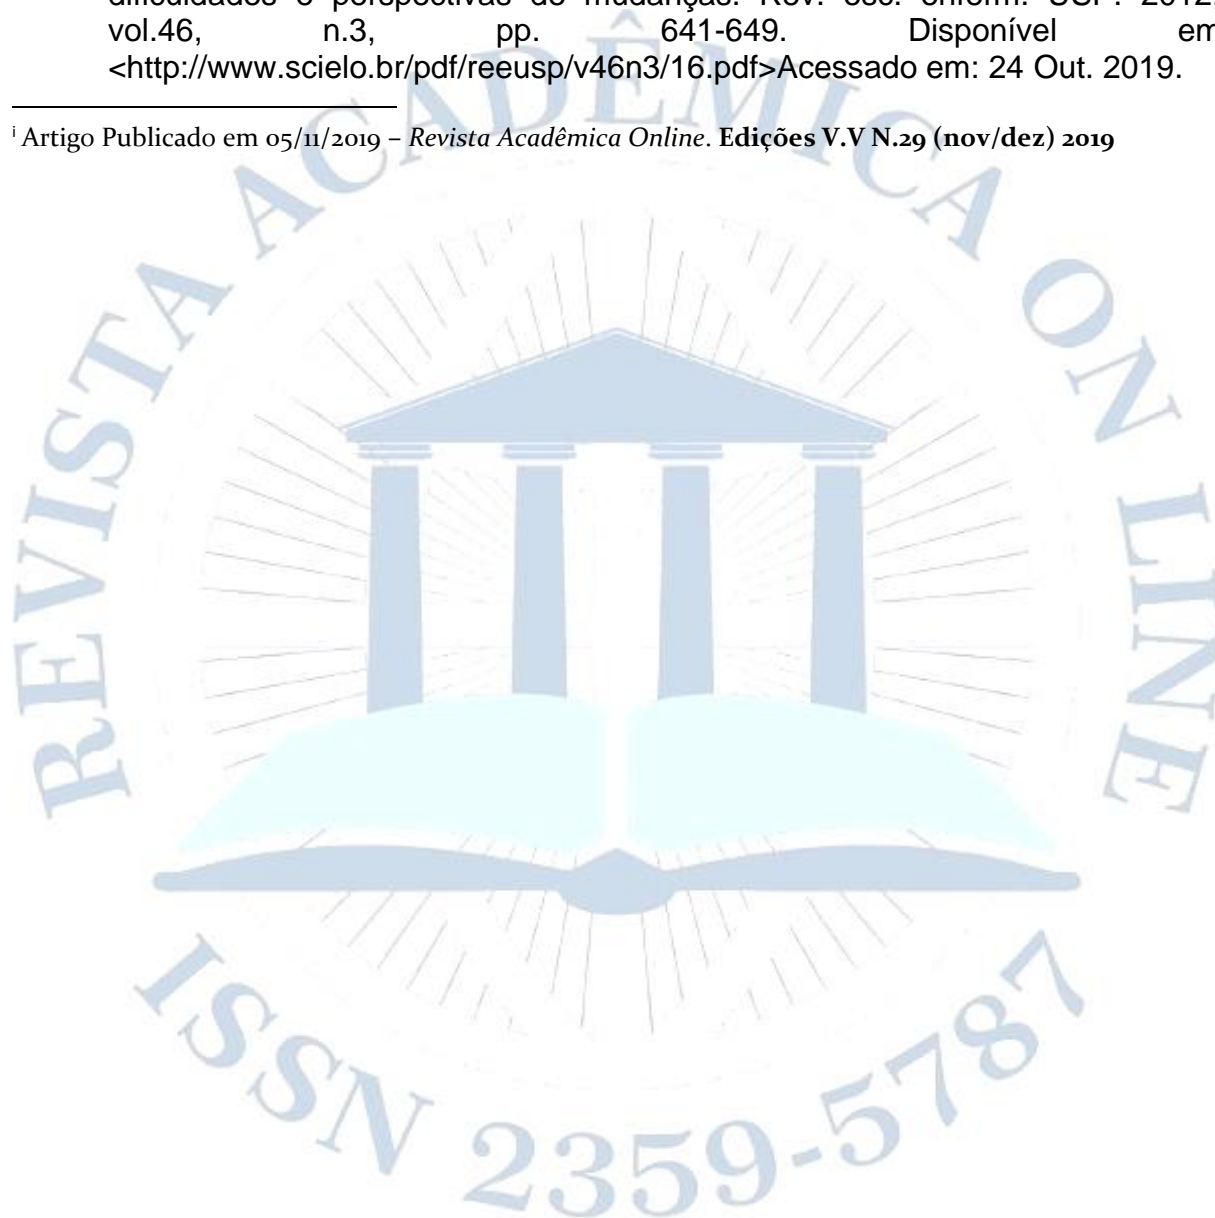 dificuldades e perspectivas de mudanças. Rev. esc. enferm. USP. 2012,
vol.46, n.3, pp. 641-649. Disponível em
<http://www.scielo.br/pdf/reeusp/v46n3/16.pdf>Acessado em: 24 Out. 2019.
i Artigo Publicado em 05/11/2019 – Revista Acadêmica Online. Edições V.V N.29 (nov/dez) 2019
REVISTA ACADÊMICA ON LINE
ISSN 2359-5787